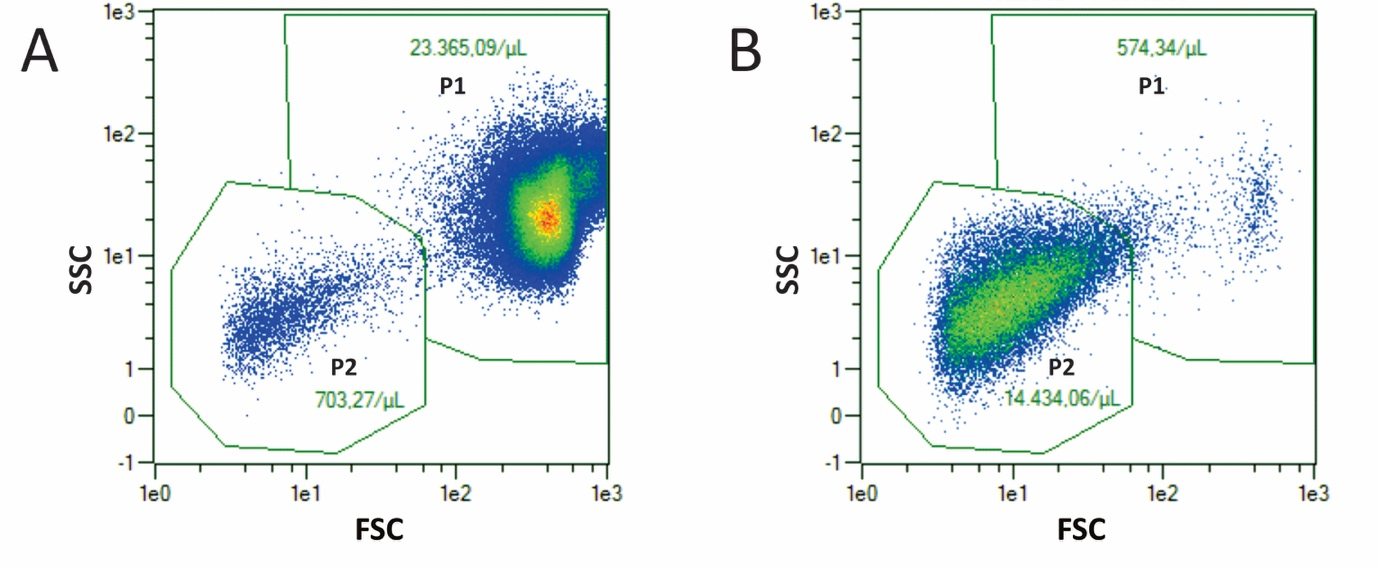 A
1e3
1e2
1e1
1
0
-1
SSC
23.365,09/µL
P1
P2
703,27/µL
1e0
1e1
1e2
1e3
FSC
B
1e3
1e2
1e1
1
0
-1
SSC
574,34/µL
P1
P2
14.434,06/µL
1e0
1e1
1e2
1e3
FSC